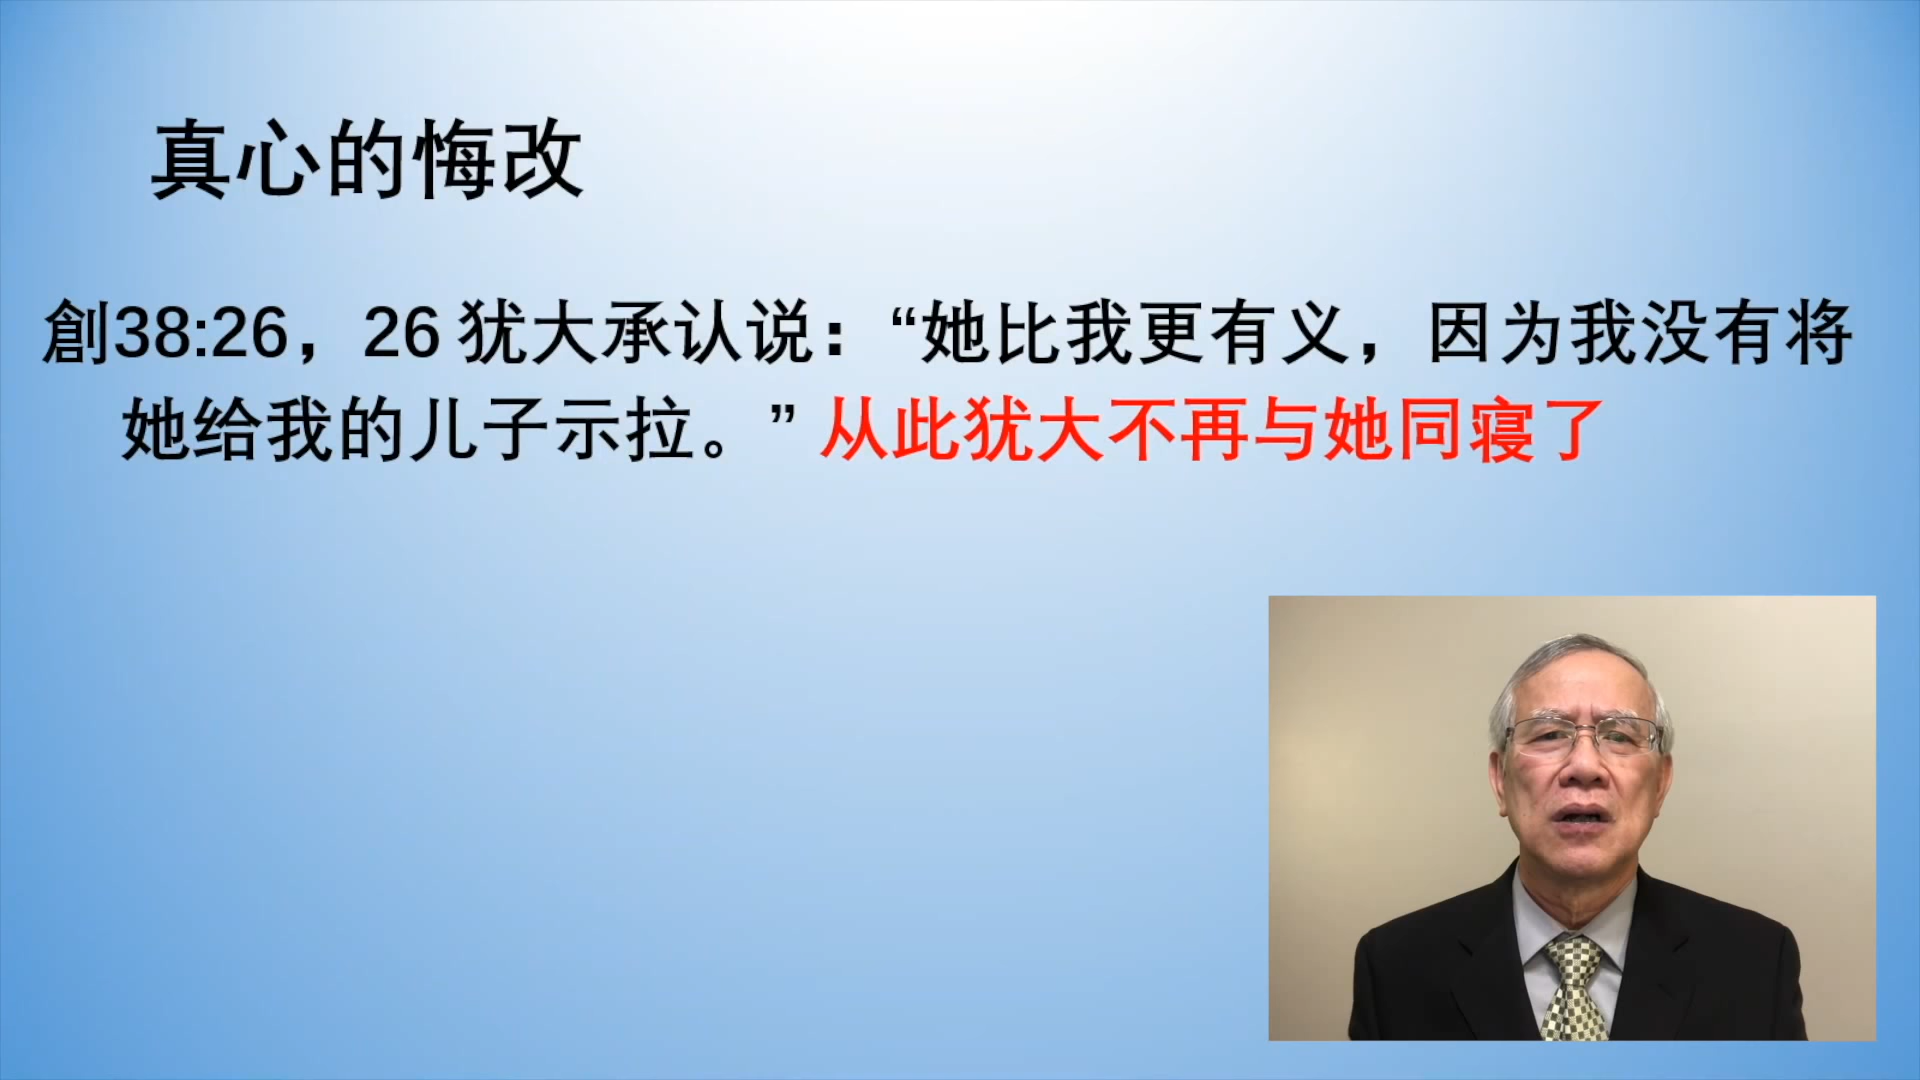 真心的悔改
創38:26，26 犹大承认说：“她比我更有义，因为我没有将
她给我的儿子示拉。” 从此犹大不再与她同寝了